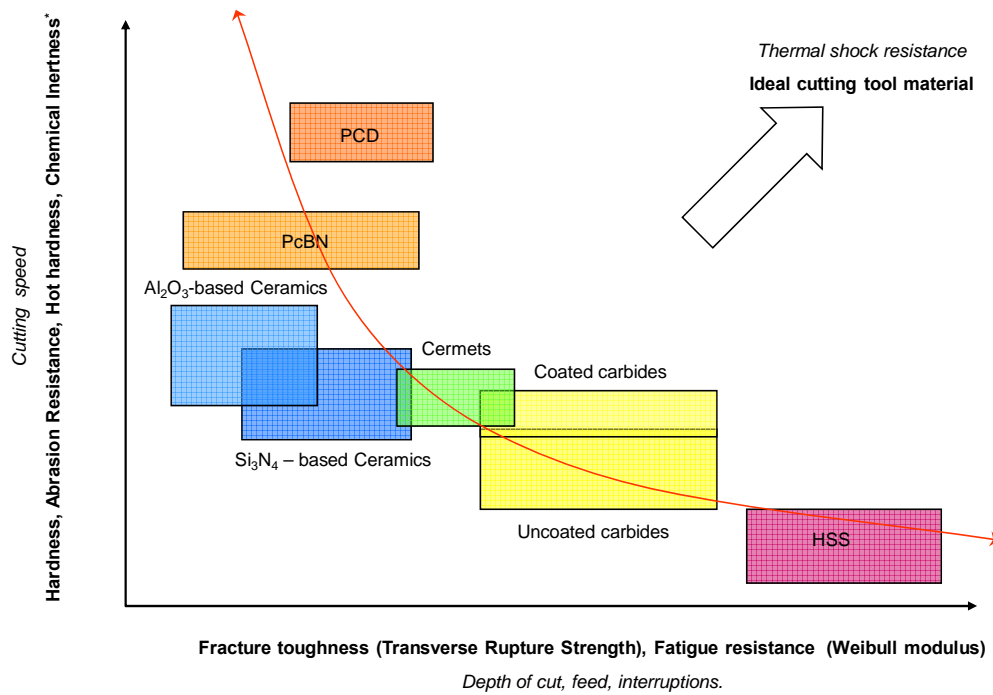 Thermal shock resistance
Ideal cutting tool material
PCD
PcBN
Al₂O₃-based Ceramics
Cermets
Coated carbides
Si₃N₄ – based Ceramics
Uncoated carbides
HSS
Cutting speed
Hardness, Abrasion Resistance, Hot hardness, Chemical Inertness*
Fracture toughness (Transverse Rupture Strength), Fatigue resistance (Weibull modulus)
Depth of cut, feed, interruptions.